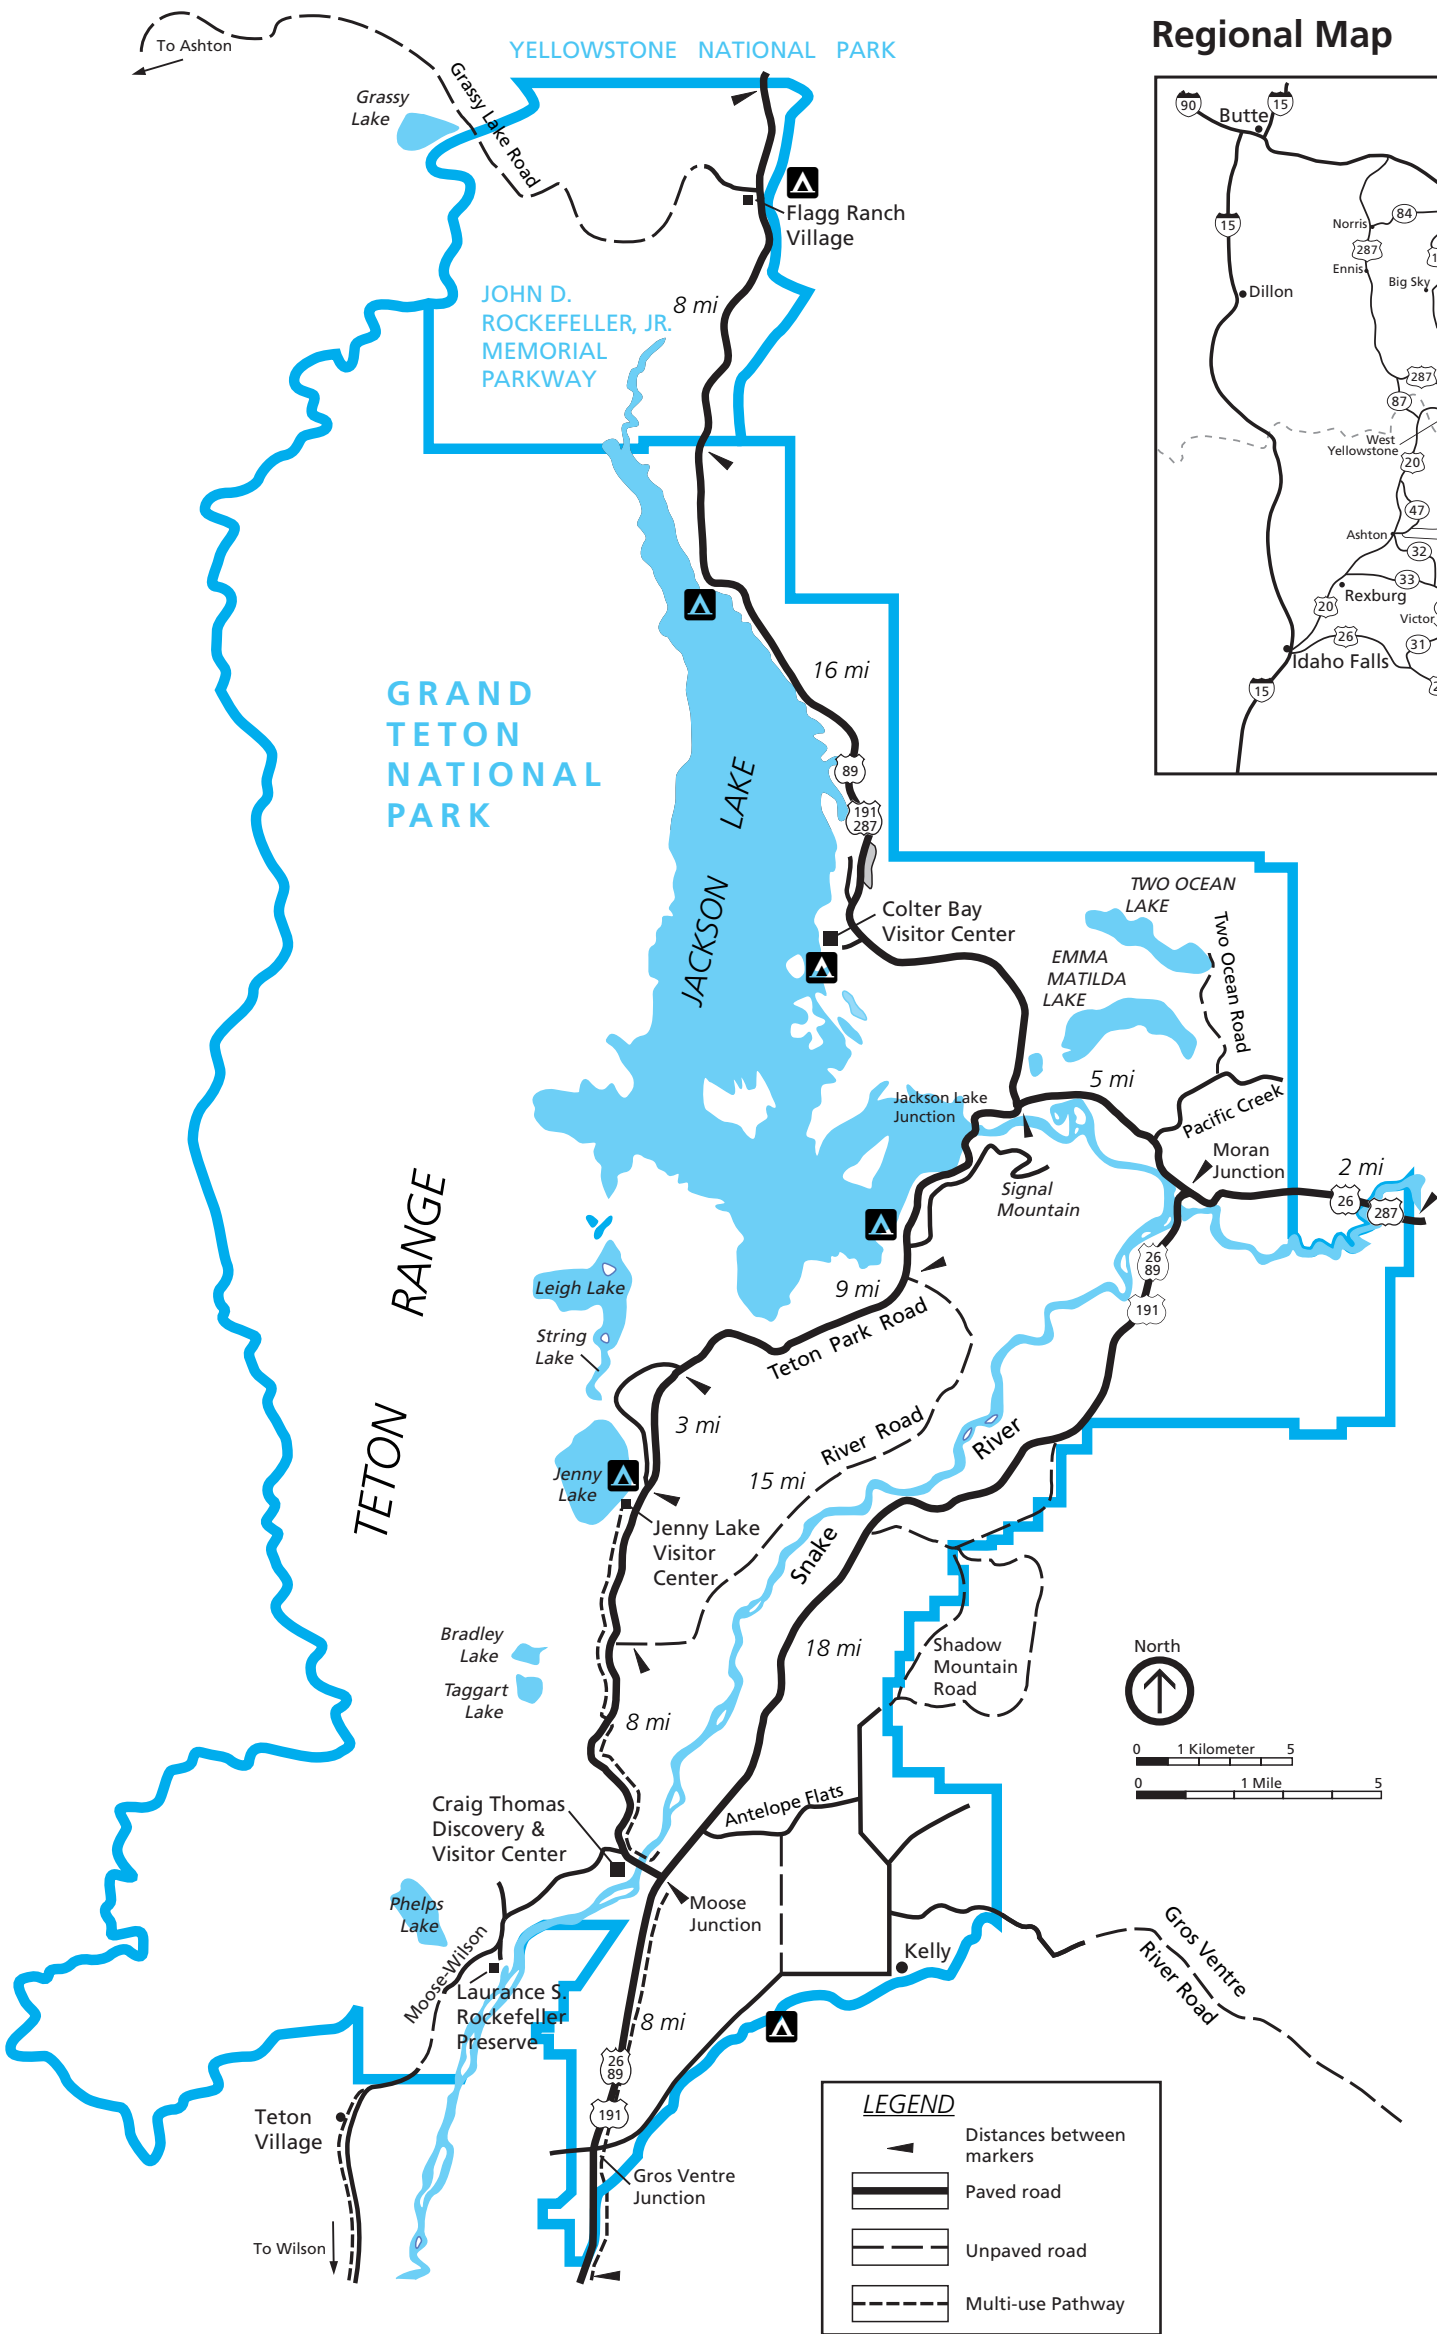 Regional Map
To Ashton
YELLOWSTONE NATIONAL PARK
Grassy
Lake
Grassy Lake Road
Flagg Ranch
Village
JOHN D.
ROCKEFELLER, JR.
MEMORIAL
PARKWAY
8 mi
90
15
Butte
15
Norris
84
287
Ennis
Big Sky
Dillon
287
87
West
Yellowstone
20
47
Ashton
32
33
Rexburg
20
Victor
26
31
Idaho Falls
15
16 mi
GRAND
TETON
NATIONAL
PARK
JACKSON LAKE
89
191
287
Colter Bay
Visitor Center
TWO OCEAN
LAKE
Two Ocean Road
EMMA
MATILDA
LAKE
5 mi
Jackson Lake
Junction
Pacific Creek
Moran
Junction
2 mi
26
287
Signal
Mountain
26
89
191
TETON RANGE
Leigh Lake
String
Lake
9 mi
Teton Park Road
3 mi
River Road
15 mi
Snake River
Jenny
Lake
Jenny Lake
Visitor
Center
Bradley
Lake
Taggart
Lake
18 mi
Shadow
Mountain
Road
North
0 1 Kilometer 5
0 1 Mile 5
8 mi
Antelope Flats
Craig Thomas
Discovery &
Visitor Center
Phelps
Lake
Moose
Junction
Moose-Wilson
Kelly
Gros Ventre
River Road
Laurance S.
Rockefeller
Preserve
8 mi
26
89
191
Teton
Village
Gros Ventre
Junction
To Wilson
LEGEND
Distances between
markers
Paved road
Unpaved road
Multi-use Pathway